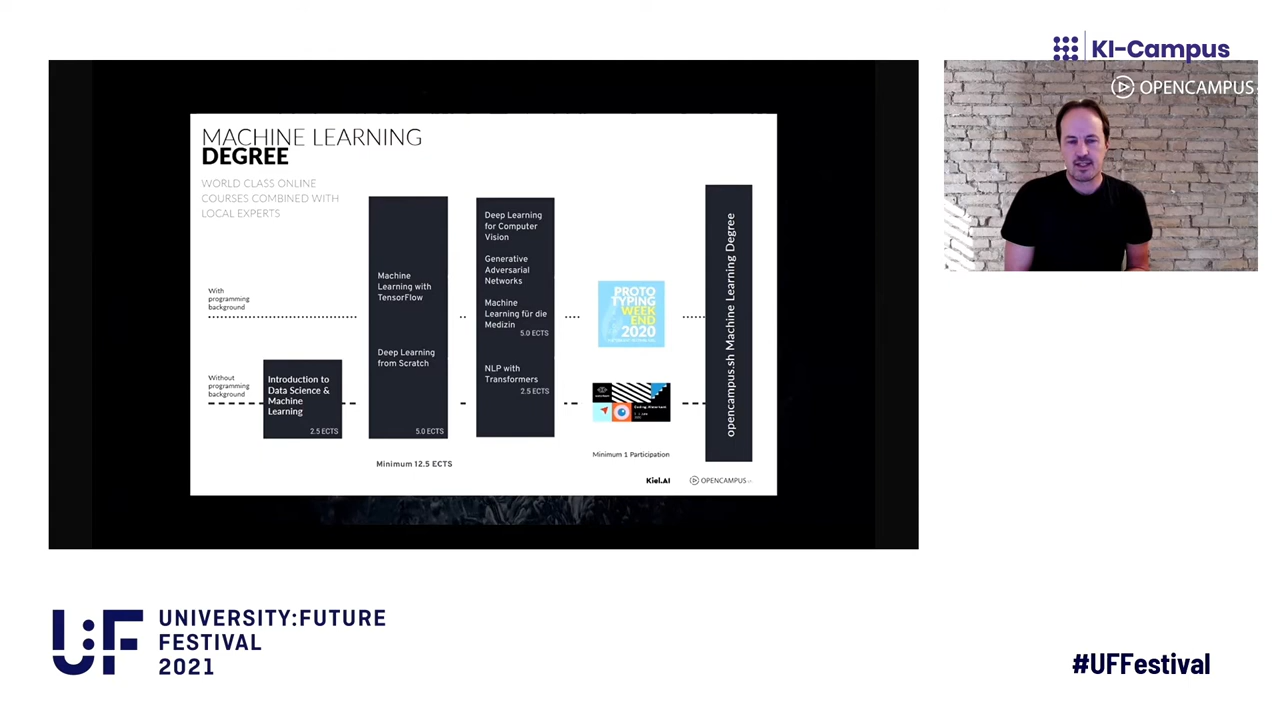 KI-Campus
OPENCAMPUS
MACHINE LEARNING
DEGREE
WORLD CLASS ONLINE
COURSES COMBINED WITH
LOCAL EXPERTS
With
programming
background
Without
programming
background
Introduction to
Data Science &
Machine
Learning
2.5 ECTS
Machine
Learning with
TensorFlow
Deep Learning
from Scratch
5.0 ECTS
Minimum 12.5 ECTS
Deep Learning
for Computer
Vision
Generative
Adversarial
Networks
Machine
Learning für die
Medizin
5.0 ECTS
NLP with
Transformers
2.5 ECTS
PROTO
TYPING
WEEK
END
2020
Minimum 1 Participation
opencampus.sh Machine Learning Degree
Kiel.AI
OPENCAMPUS
U:F
UNIVERSITY:FUTURE
FESTIVAL
2021
#UFFestival